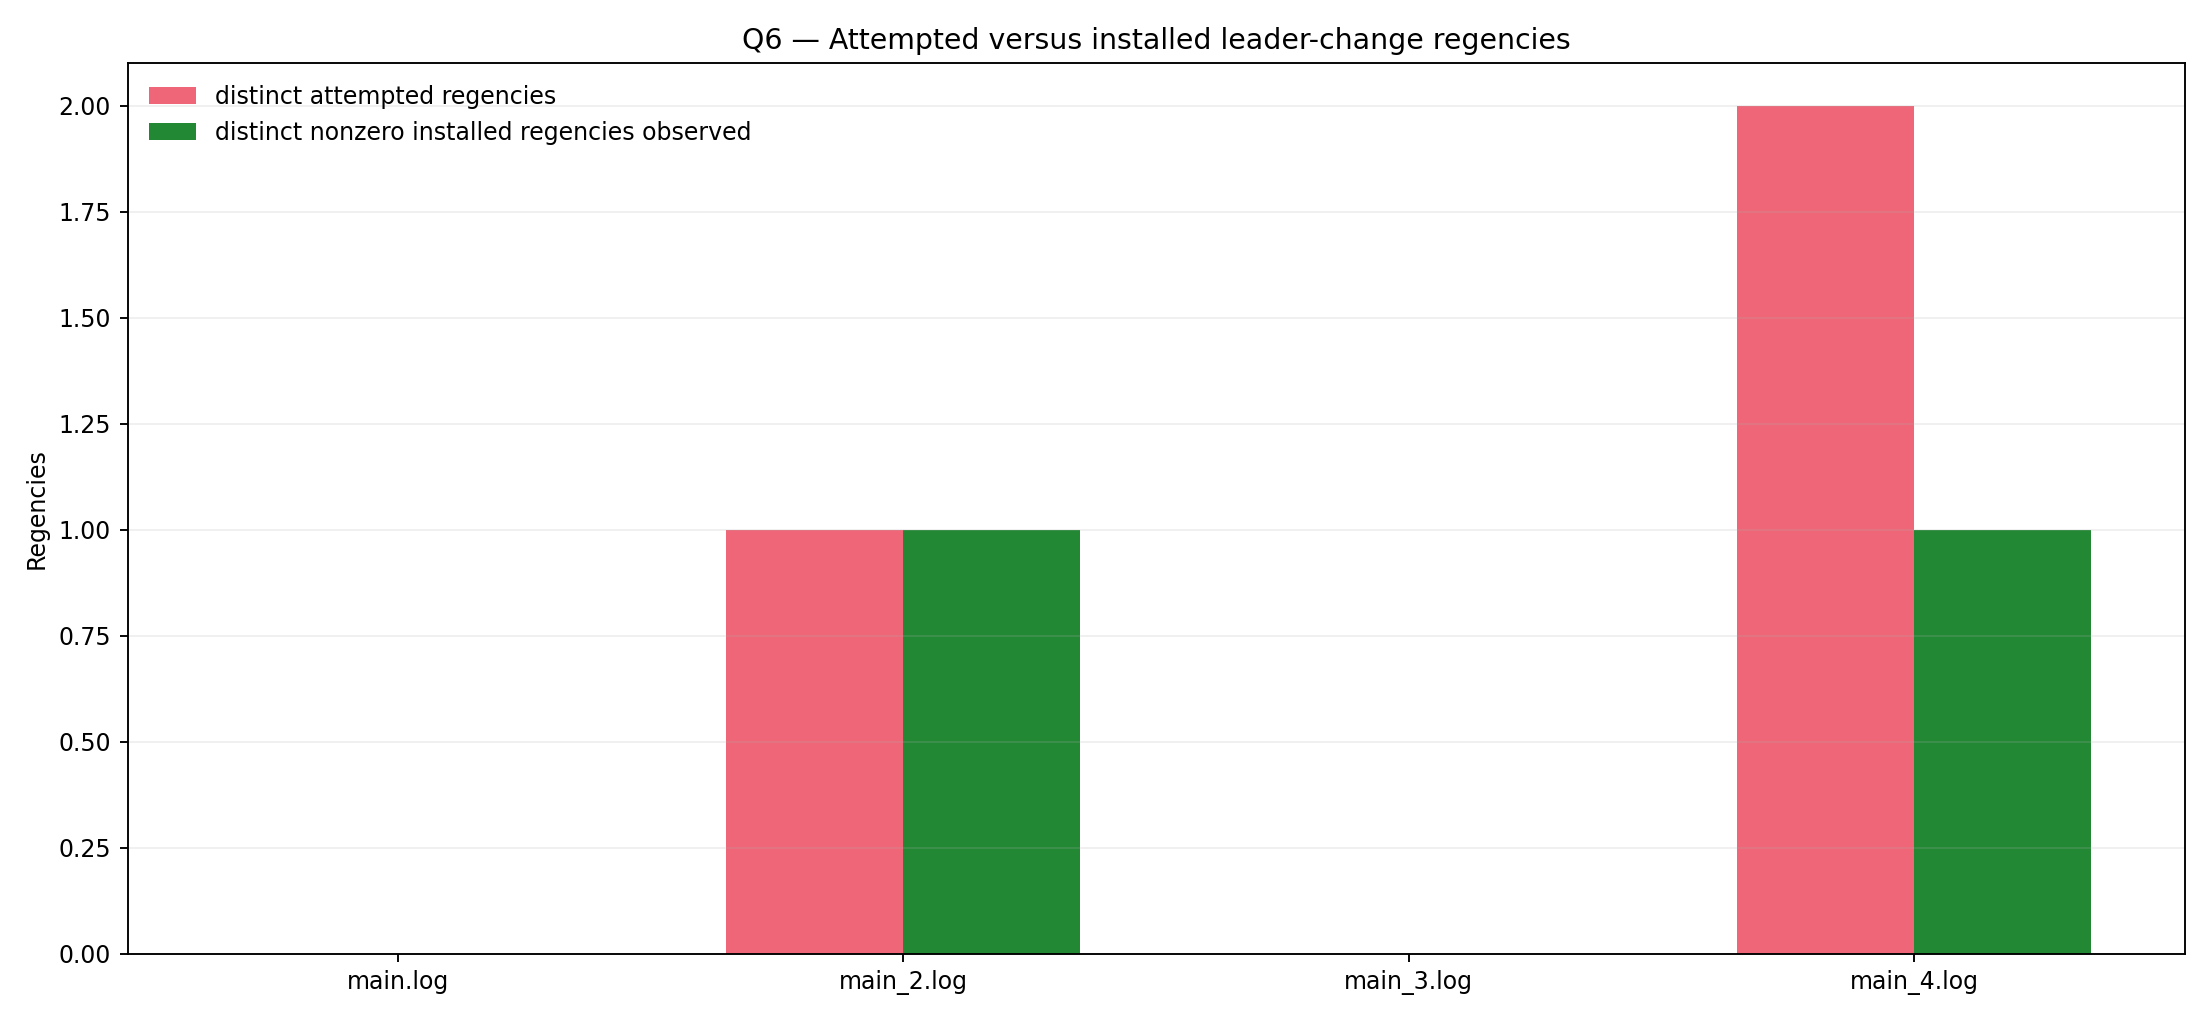 Q6 — Attempted versus installed leader-change regencies
distinct attempted regencies
distinct nonzero installed regencies observed
Regencies
2.00
1.75
1.50
1.25
1.00
0.75
0.50
0.25
0.00
main.log
main_2.log
main_3.log
main_4.log